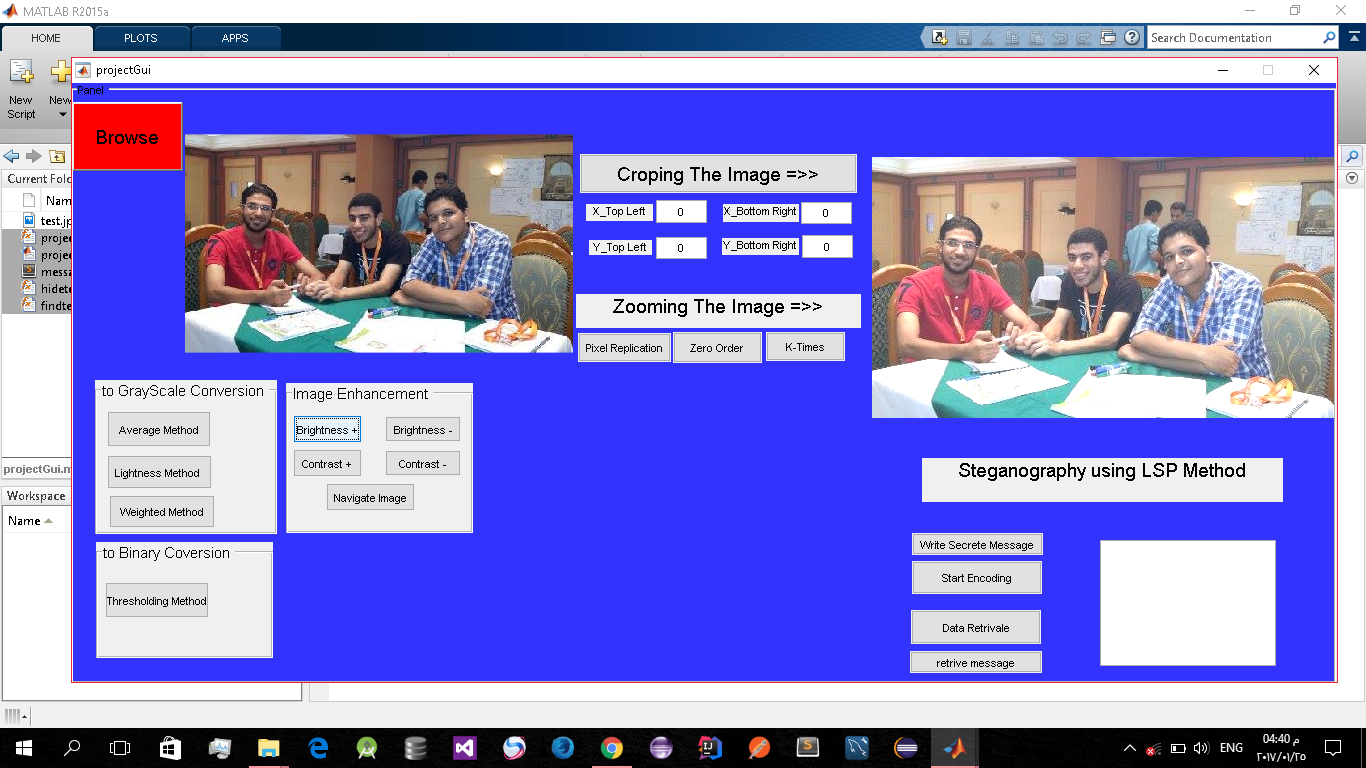 MATLAB R2015a
HOME
PLOTS
APPS
Search Documentation
New
Script
New
projectGui
Panel
Browse
Croping The Image =>>
X_Top Left
0
X_Bottom Right
0
Y_Top Left
0
Y_Bottom Right
0
Zooming The Image =>>
Pixel Replication
Zero Order
K-Times
Current Fold
Nam
test.jp
projec
projec
messa
hidete
findte
projectGui.m
Workspace
Name
to GrayScale Conversion
Average Method
Lightness Method
Weighted Method
Image Enhancement
Brightness +
Brightness -
Contrast +
Contrast -
Navigate Image
to Binary Coversion
Thresholding Method
Steganography using LSP Method
Write Secrete Message
Start Encoding
Data Retrivale
retrive message
ENG
04:40 م
٢٠١٧/٠١/٢٥